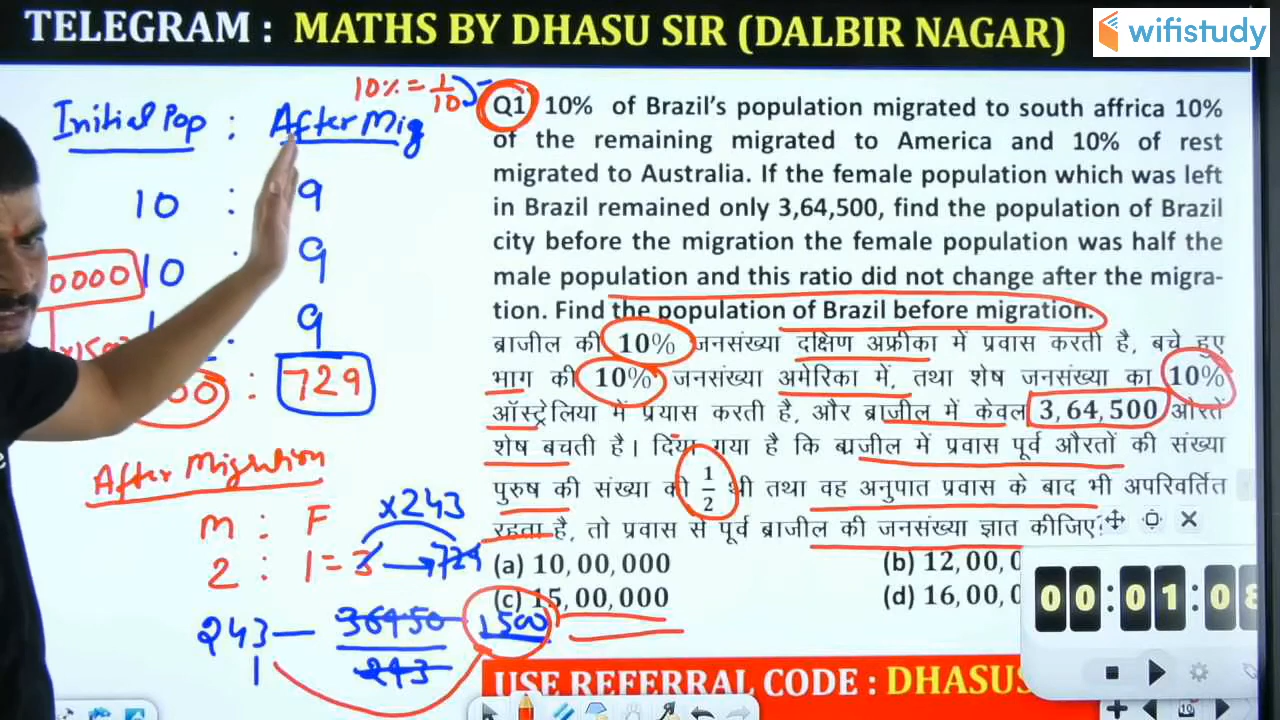 TELEGRAM : MATHS BY DHASU SIR (DALBIR NAGAR)
wifistudy
10% = 1/10
Initial Pop : After Mig
10 : 9
0000 10 : 9
9
00 : 729
After Migration
M : F
×243
2 : 1 = 3 → 729
243 — 36450 1500
1 243
Q1 10% of Brazil's population migrated to south affrica 10%
of the remaining migrated to America and 10% of rest
migrated to Australia. If the female population which was left
in Brazil remained only 3,64,500, find the population of Brazil
city before the migration the female population was half the
male population and this ratio did not change after the migra-
tion. Find the population of Brazil before migration.
ब्राजील की 10% जनसंख्या दक्षिण अफ्रीका में प्रवास करती है, बचे हुए
भाग की 10% जनसंख्या अमेरिका में, तथा शेष जनसंख्या का 10%
ऑस्ट्रेलिया में प्रयास करती है, और ब्राजील में केवल 3,64,500 औरतें
शेष बचती है। दिया गया है कि ब्राजील में प्रवास पूर्व औरतों की संख्या
पुरुष की संख्या की 1/2 थी तथा वह अनुपात प्रवास के बाद भी अपरिवर्तित
रहता है, तो प्रवास से पूर्व ब्राजील की जनसंख्या ज्ञात कीजिए?
(a) 10,00,000 (b) 12,00,0
(c) 15,00,000 (d) 16,00,0
00:01:08
USE REFERRAL CODE : DHASUS